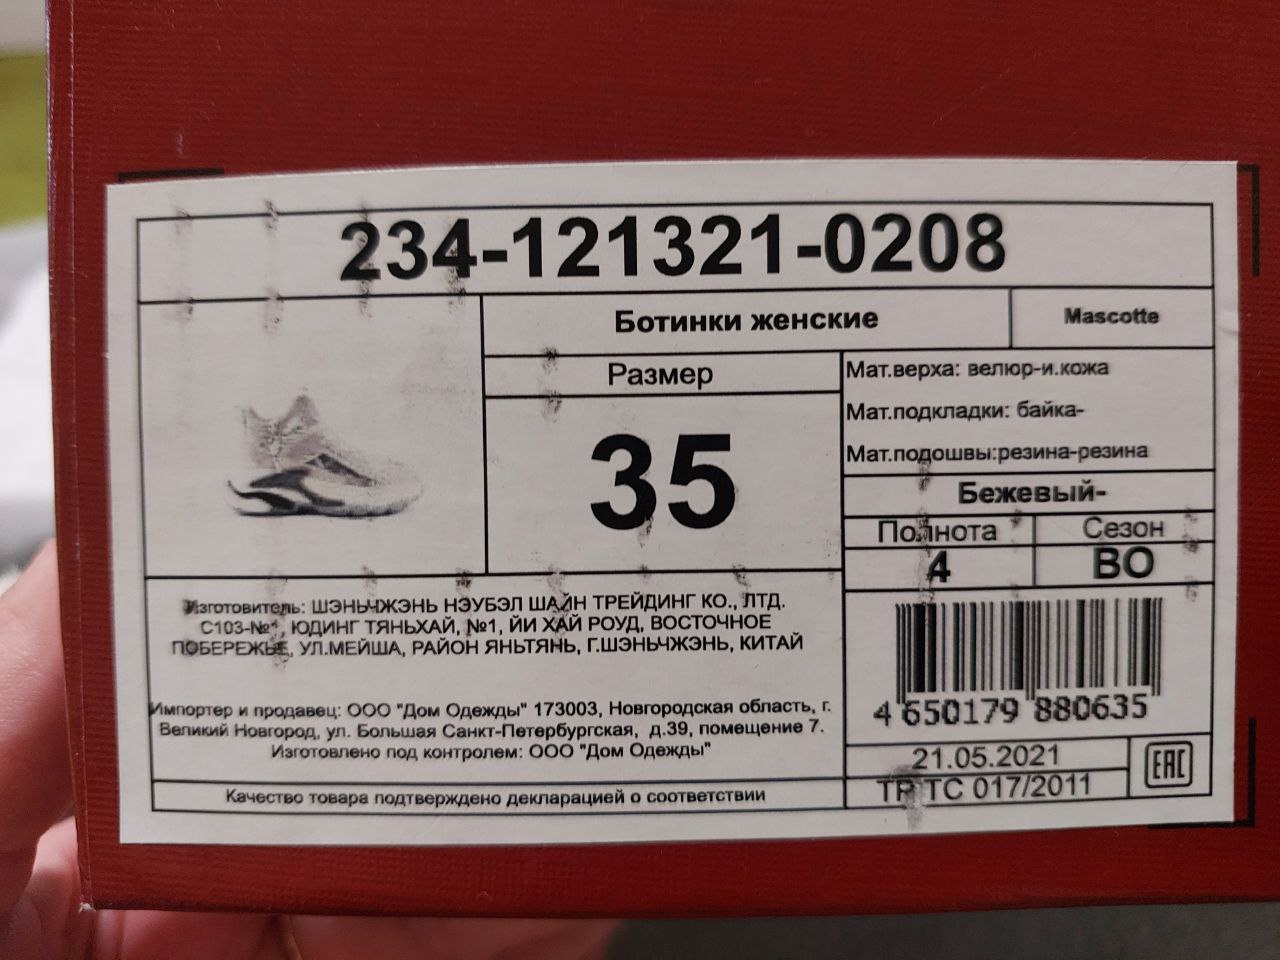 234-121321-0208
Ботинки женские
Mascotte
Размер
35
Мат.верха: велюр-и.кожа
Мат.подкладки: байка-
Мат.подошвы:резина-резина
Бежевый-
Полнота
Сезон
4
ВО
Изготовитель: ШЭНЬЧЖЭНЬ НЭУБЭЛ ШАЙН ТРЕЙДИНГ КО., ЛТД.
С103-№1, ЮДИНГ ТЯНЬХАЙ, №1, ЙИ ХАЙ РОУД, ВОСТОЧНОЕ
ПОБЕРЕЖЬЕ, УЛ.МЕЙША, РАЙОН ЯНЬТЯНЬ, Г.ШЭНЬЧЖЭНЬ, КИТАЙ
Импортер и продавец: ООО "Дом Одежды" 173003, Новгородская область, г.
Великий Новгород, ул. Большая Санкт-Петербургская, д.39, помещение 7.
Изготовлено под контролем: ООО "Дом Одежды"
Качество товара подтверждено декларацией о соответствии
4 650179 880635
21.05.2021
ТР ТС 017/2011
EAC